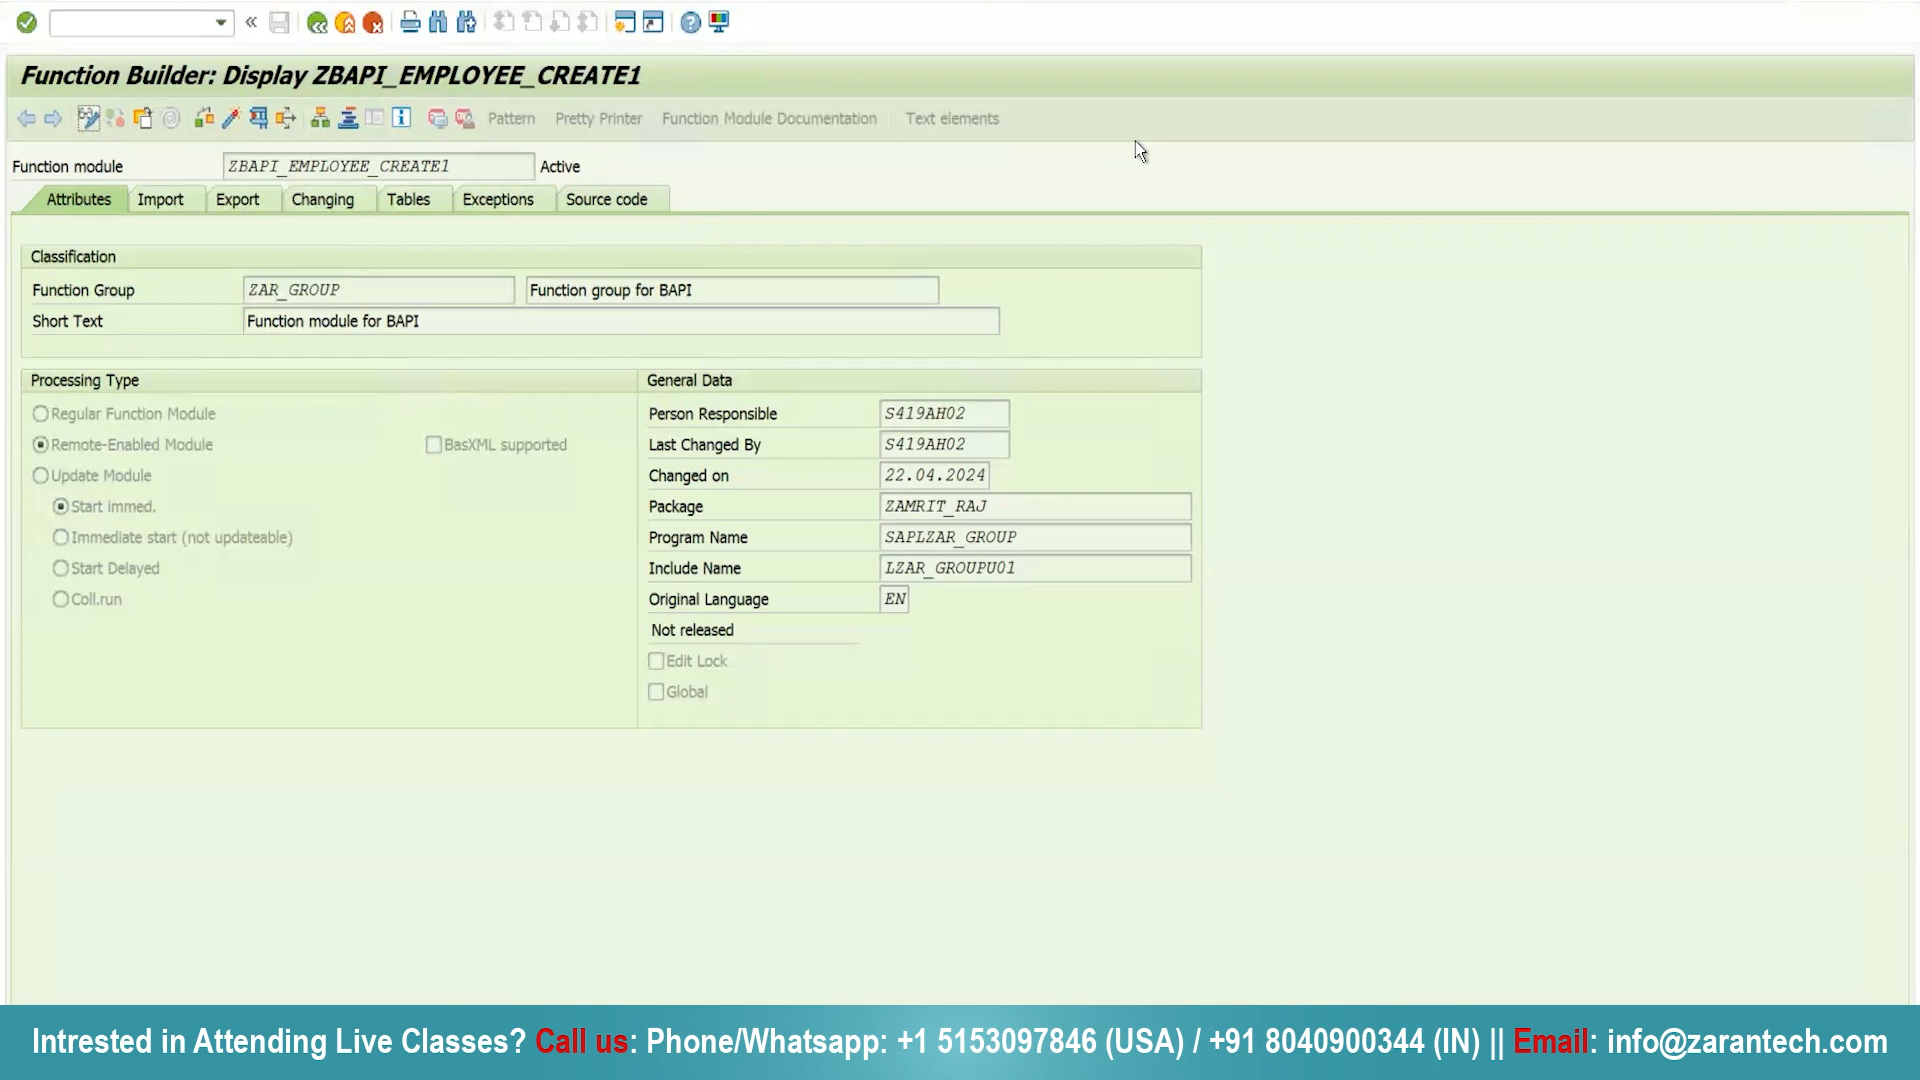 Function Builder: Display ZBAPI_EMPLOYEE_CREATE1
Pattern Pretty Printer Function Module Documentation Text elements
Function module ZBAPI_EMPLOYEE_CREATE1 Active
Attributes Import Export Changing Tables Exceptions Source code
Classification
Function Group ZAR_GROUP Function group for BAPI
Short Text Function module for BAPI
Processing Type
Regular Function Module
Remote-Enabled Module BasXML supported
Update Module
Start immed.
Immediate start (not updateable)
Start Delayed
Coll.run
General Data
Person Responsible S419AH02
Last Changed By S419AH02
Changed on 22.04.2024
Package ZAMRIT_RAJ
Program Name SAPLZAR_GROUP
Include Name LZAR_GROUPU01
Original Language EN
Not released
Edit Lock
Global
Intrested in Attending Live Classes? Call us: Phone/Whatsapp: +1 5153097846 (USA) / +91 8040900344 (IN) || Email: info@zarantech.com